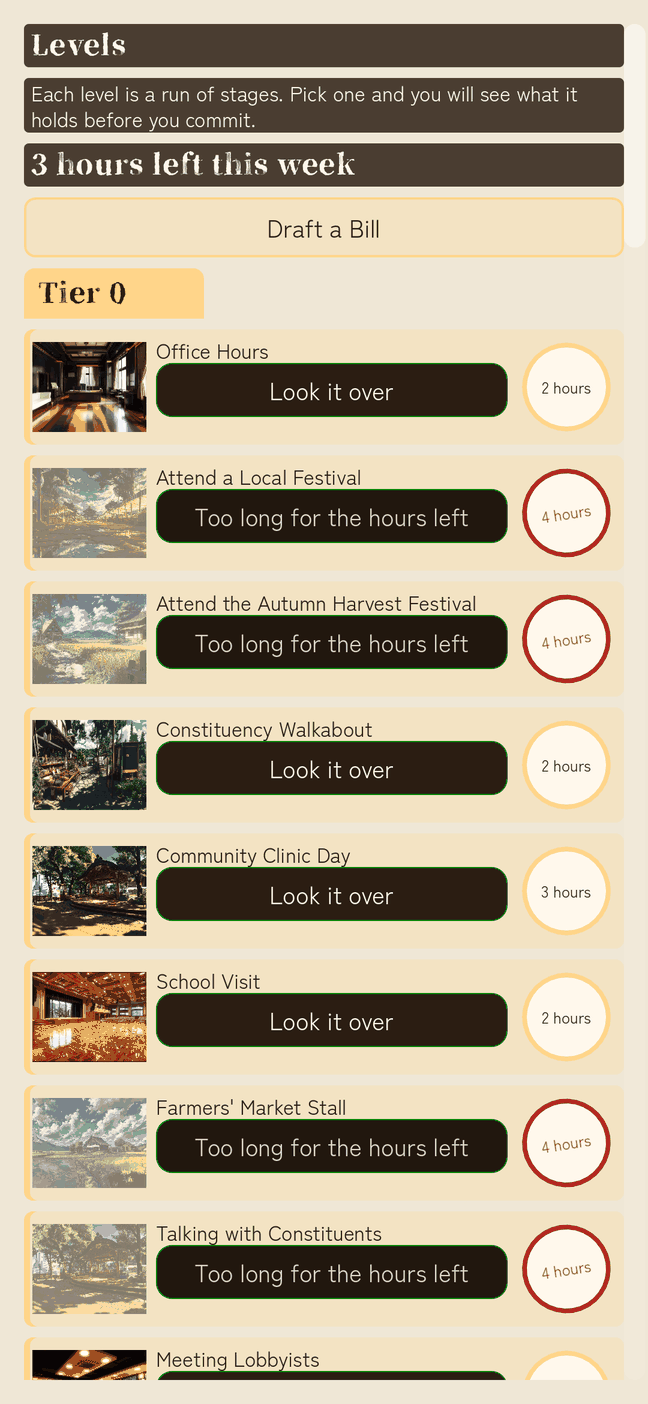 Levels
Each level is a run of stages. Pick one and you will see what it
holds before you commit.
3 hours left this week
Draft a Bill
Tier 0
Office Hours
Look it over
2 hours
Attend a Local Festival
Too long for the hours left
4 hours
Attend the Autumn Harvest Festival
Too long for the hours left
4 hours
Constituency Walkabout
Look it over
2 hours
Community Clinic Day
Look it over
3 hours
School Visit
Look it over
2 hours
Farmers' Market Stall
Too long for the hours left
4 hours
Talking with Constituents
Too long for the hours left
4 hours
Meeting Lobbyists